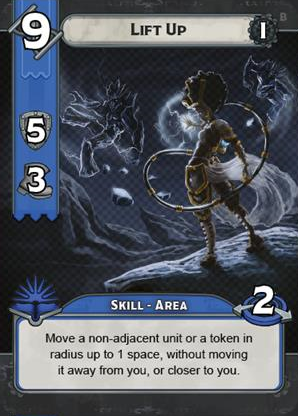 9
LIFT UP
I
B
5
3
SKILL - AREA
2
Move a non-adjacent unit or a token in
radius up to 1 space, without moving
it away from you, or closer to you.